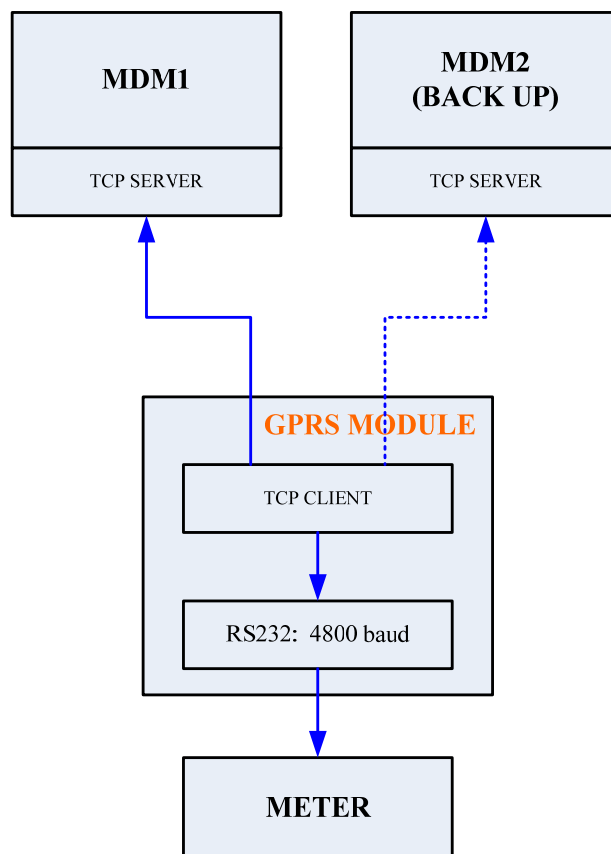 MDM1
TCP SERVER
MDM2
(BACK UP)
TCP SERVER
GPRS MODULE
TCP CLIENT
RS232: 4800 baud
METER